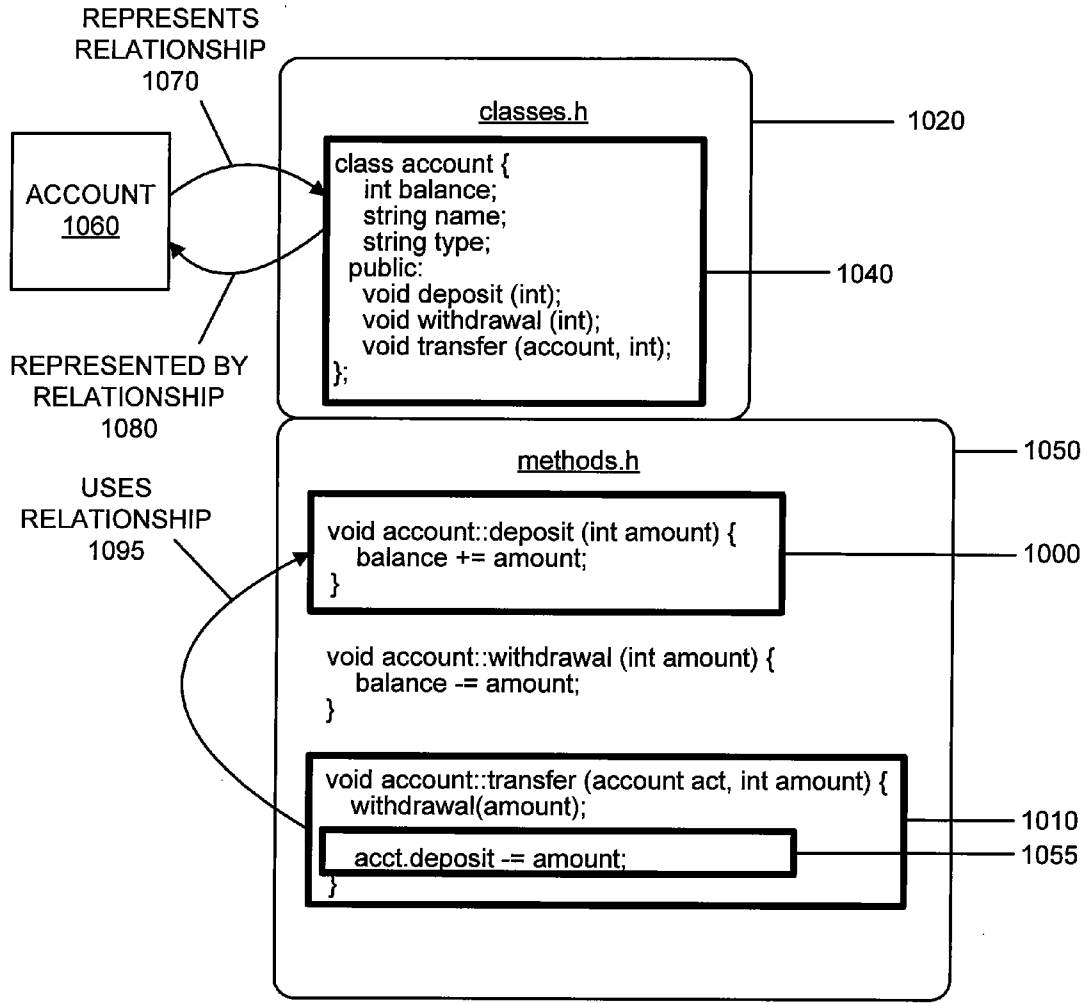 REPRESENTS
RELATIONSHIP
1070
classes.h
1020
class account {
int balance;
string name;
string type;
public:
void deposit (int);
void withdrawal (int);
void transfer (account, int);
};
1040
ACCOUNT
1060
REPRESENTED BY
RELATIONSHIP
1080
methods.h
1050
USES
RELATIONSHIP
1095
void account::deposit (int amount) {
balance += amount;
}
1000
void account::withdrawal (int amount) {
balance -= amount;
}
void account::transfer (account act, int amount) {
withdrawal(amount);
1010
acct.deposit -= amount;
1055
}